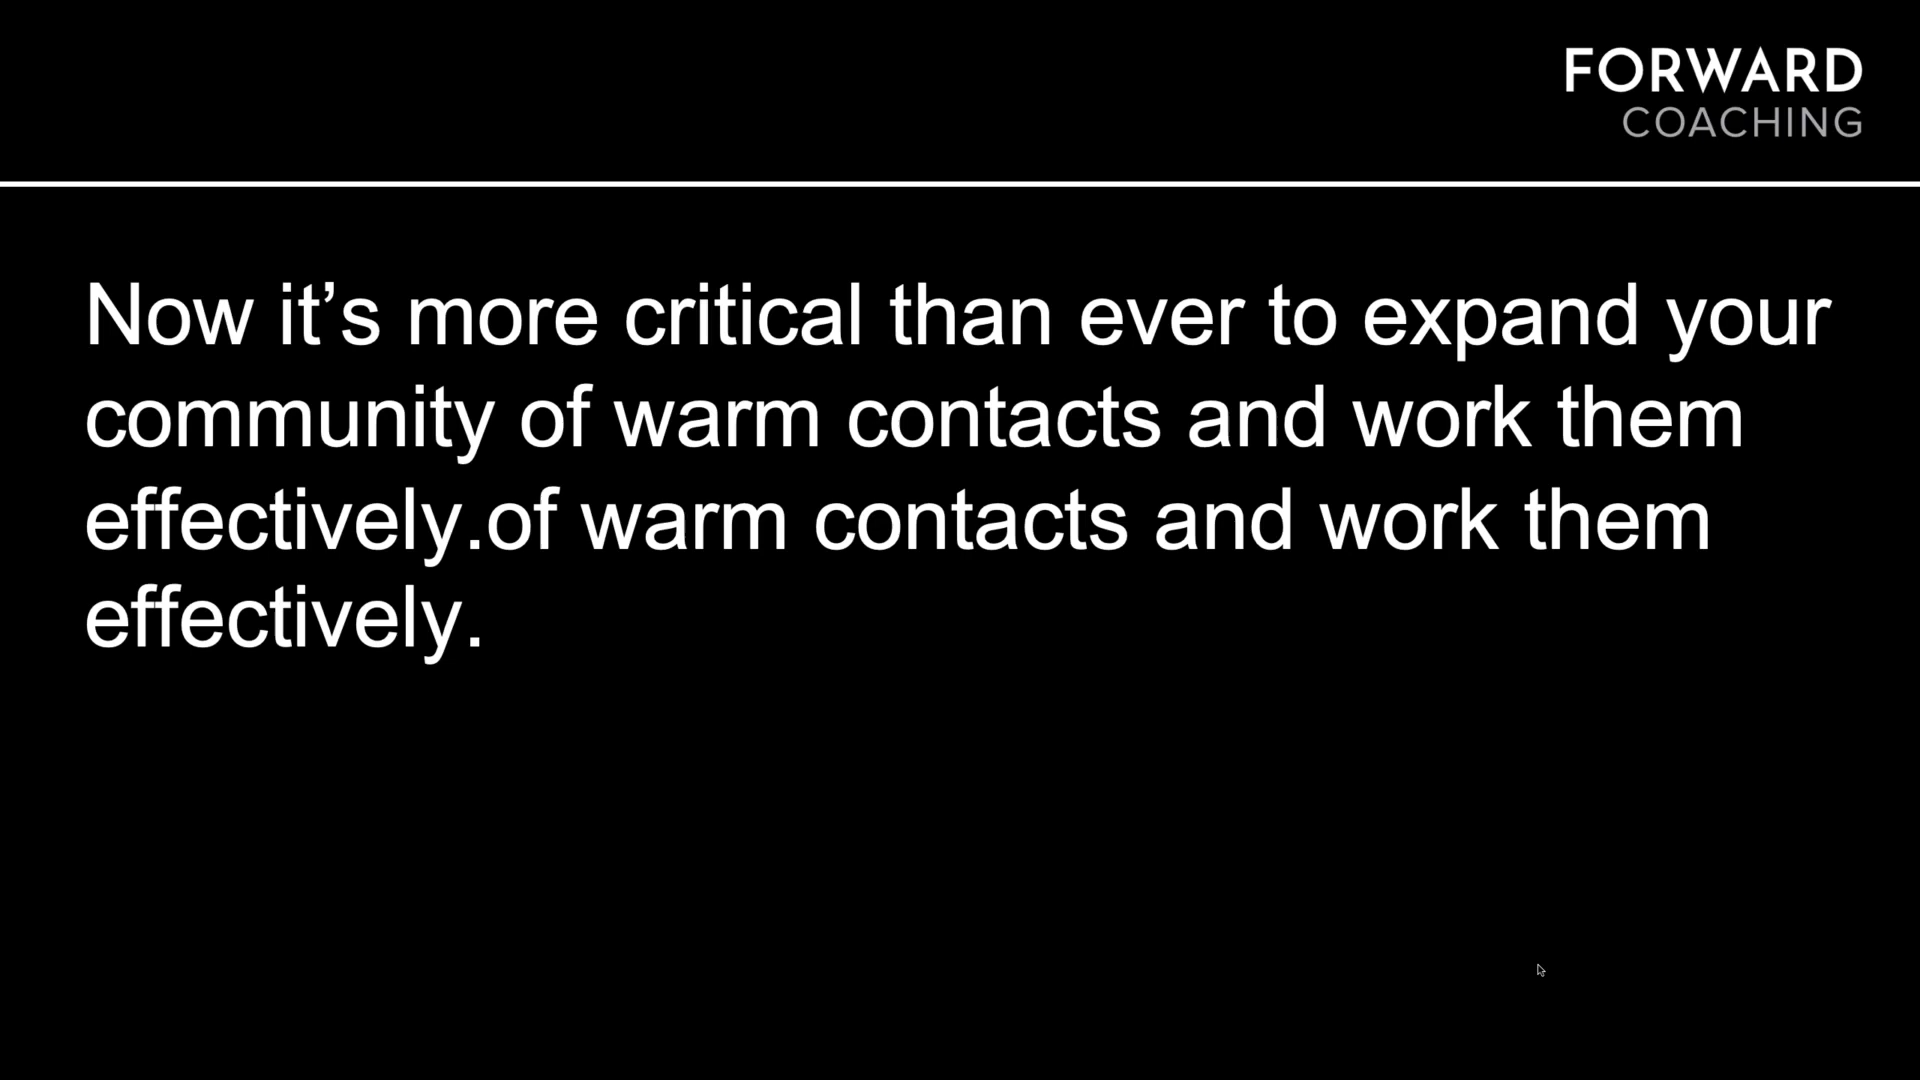 FORWARD
COACHING
Now it’s more critical than ever to expand your
community of warm contacts and work them
effectively.of warm contacts and work them
effectively.